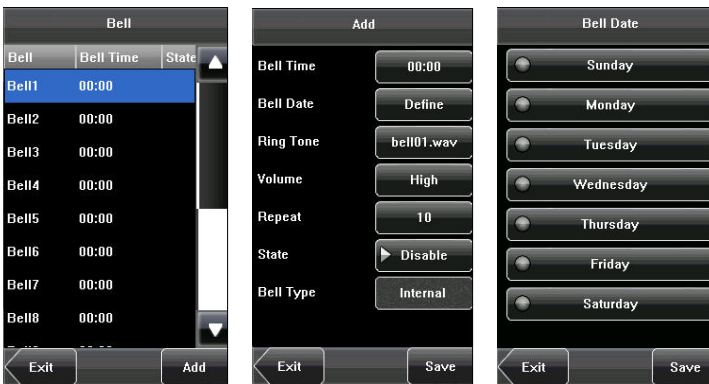 Bell
Bell Bell Time State
Bell1 00:00
Bell2 00:00
Bell3 00:00
Bell4 00:00
Bell5 00:00
Bell6 00:00
Bell7 00:00
Bell8 00:00
Exit Add
Add
Bell Time 00:00
Bell Date Define
Ring Tone bell01.wav
Volume High
Repeat 10
State Disable
Bell Type Internal
Exit Save
Bell Date
Sunday
Monday
Tuesday
Wednesday
Thursday
Friday
Saturday
Exit Save